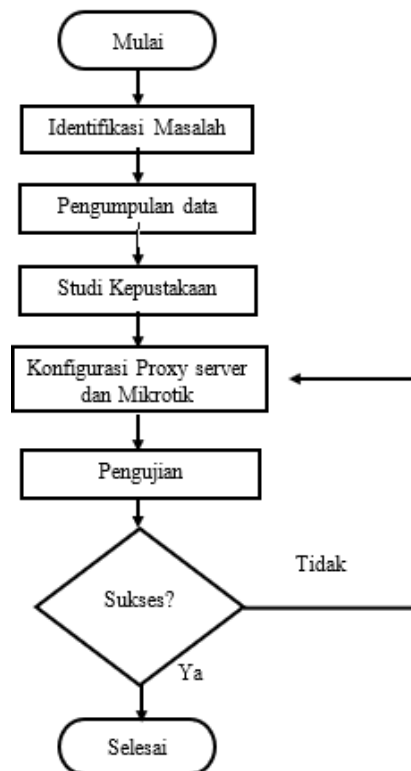 Mulai
Identifikasi Masalah
Pengumpulan data
Studi Kepustakaan
Konfigurasi Proxy server
dan Mikrotik
Pengujian
Sukses?
Tidak
Ya
Selesai